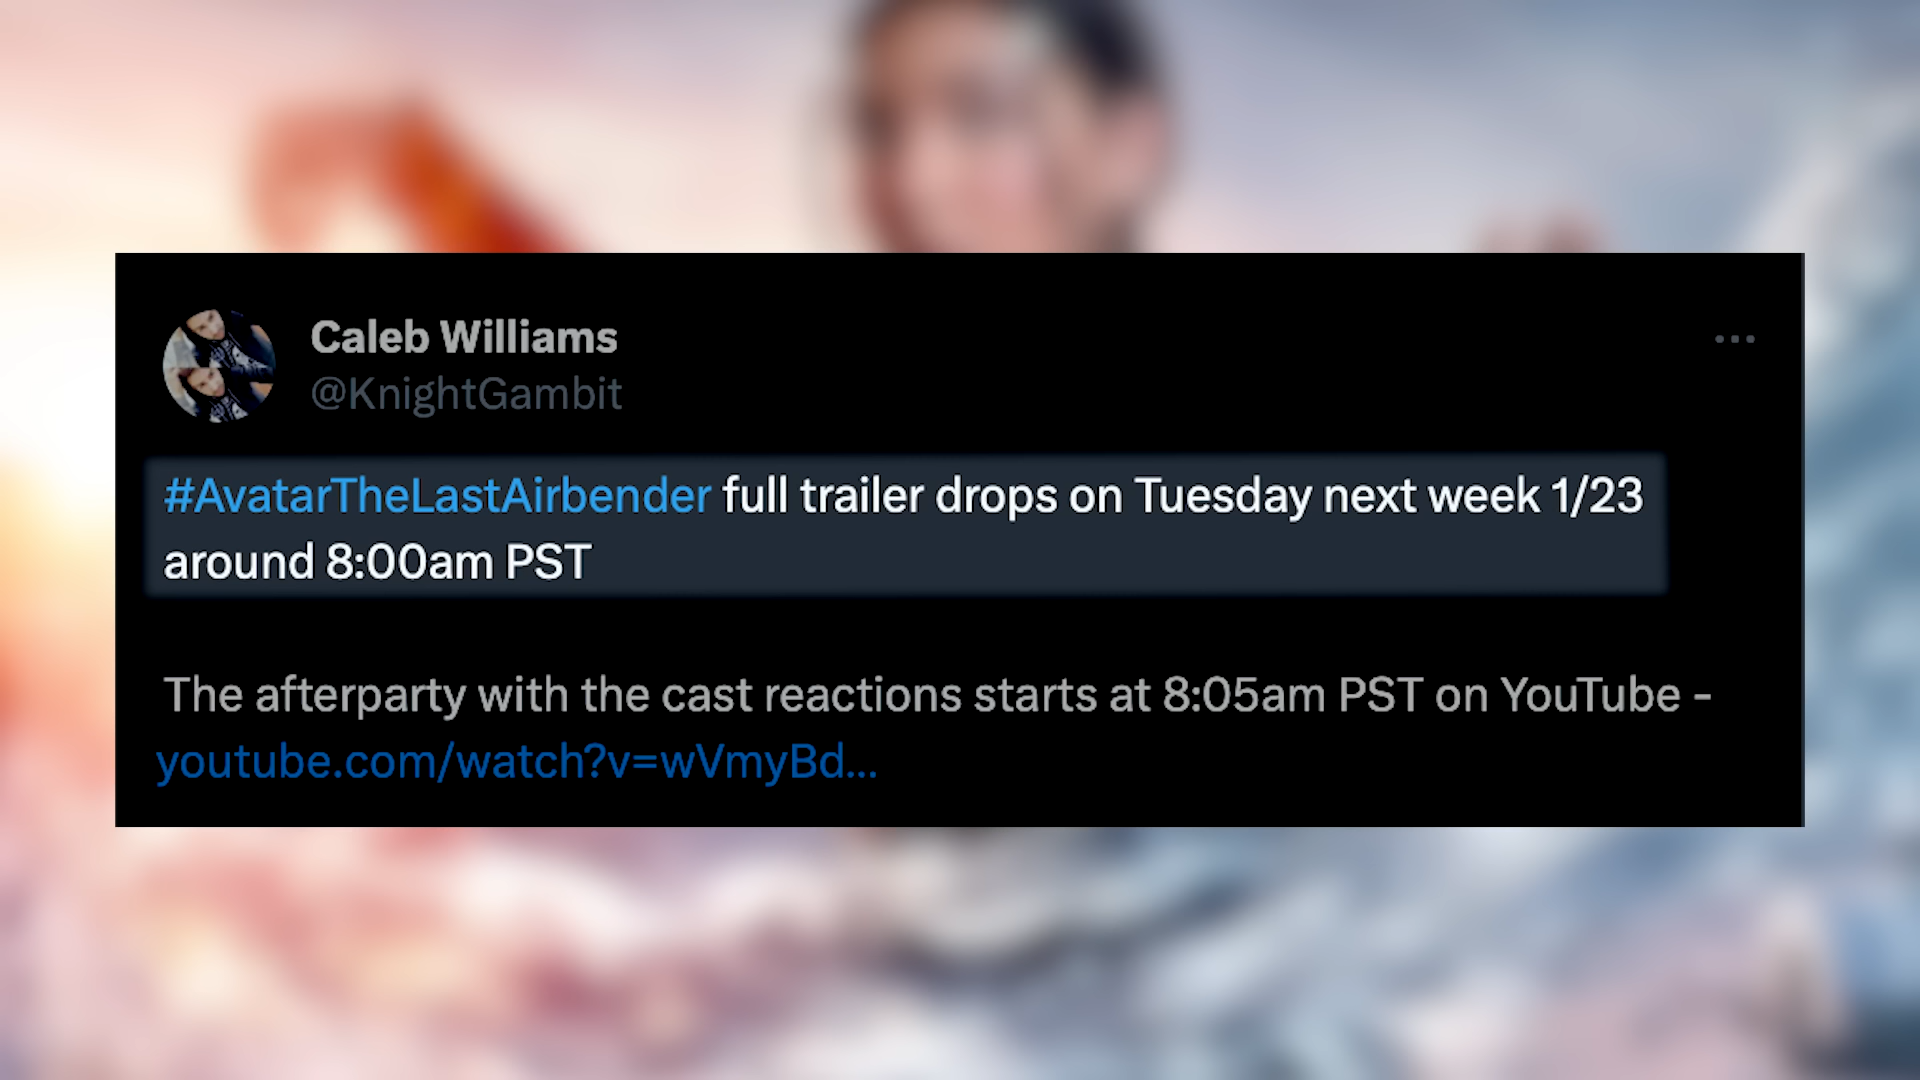 Caleb Williams
@KnightGambit
#AvatarTheLastAirbender full trailer drops on Tuesday next week 1/23
around 8:00am PST
The afterparty with the cast reactions starts at 8:05am PST on YouTube -
youtube.com/watch?v=wVmyBd...